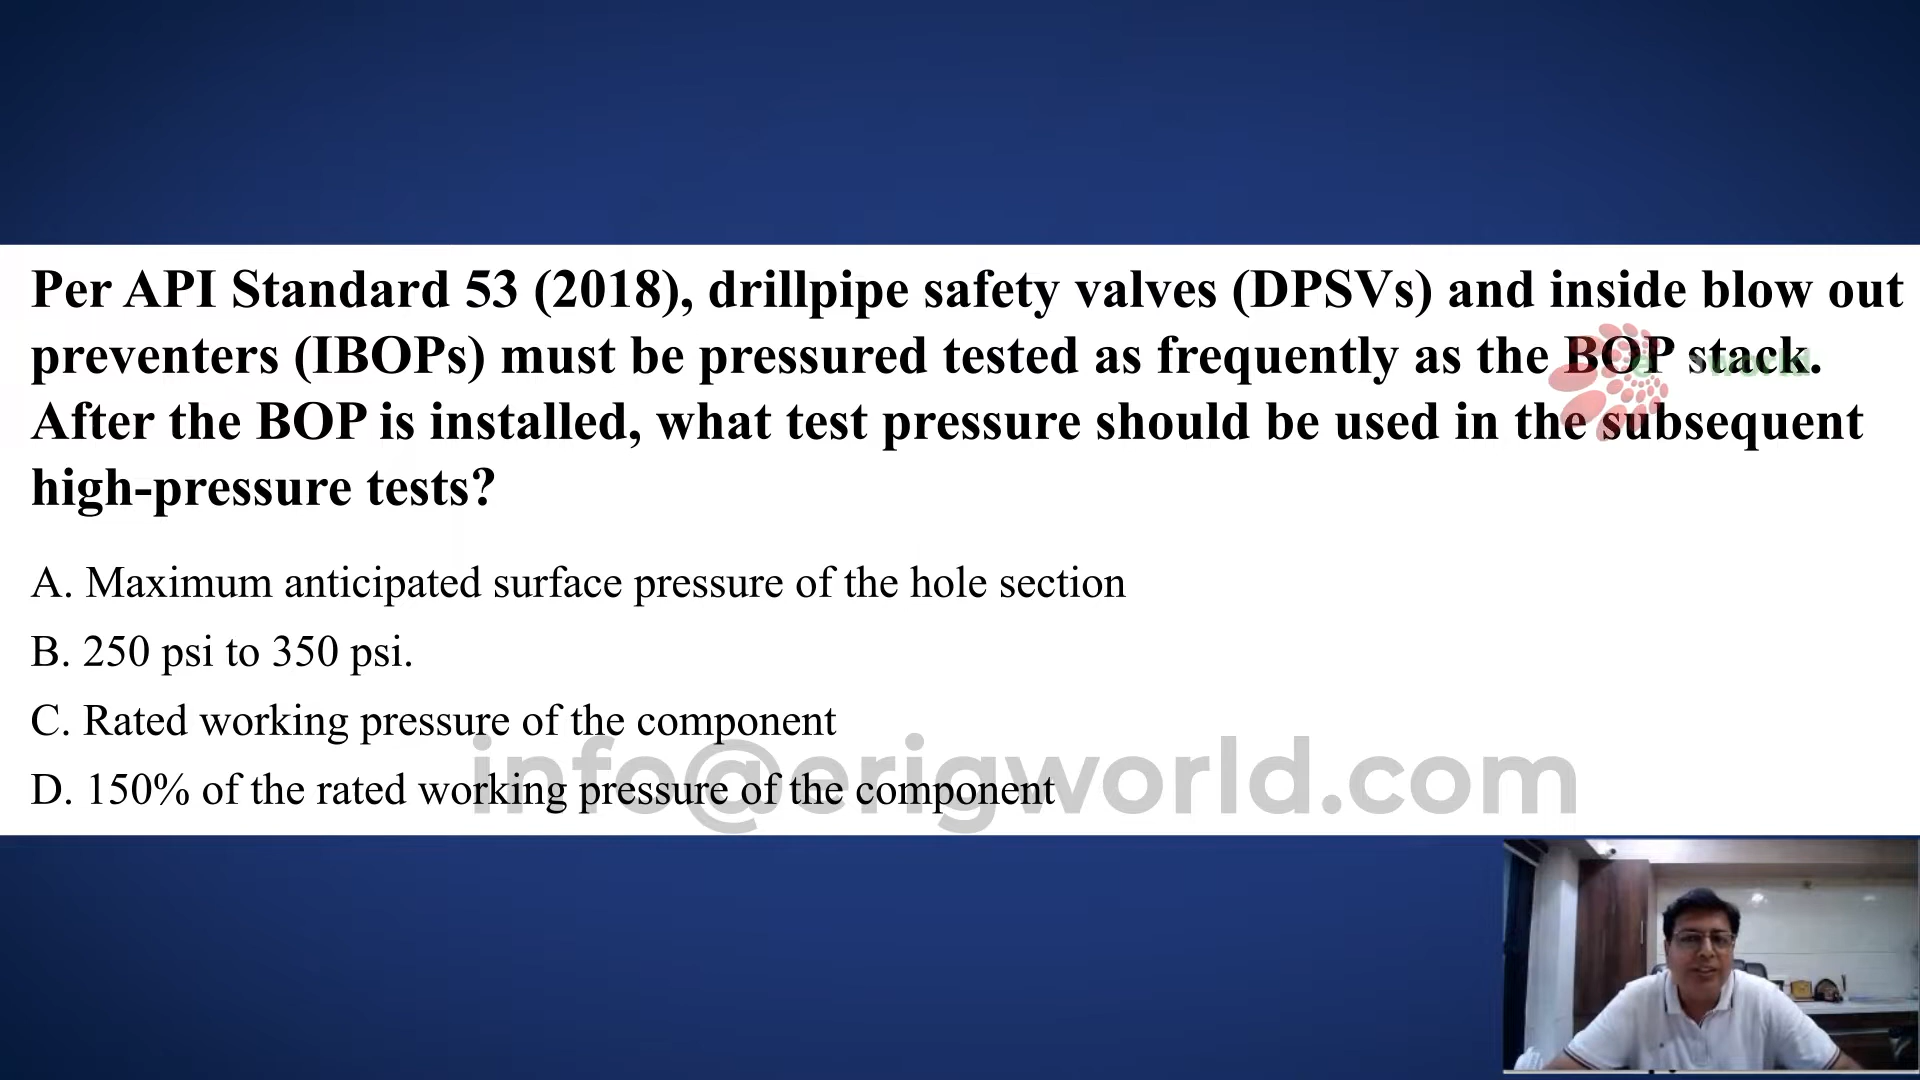 Per API Standard 53 (2018), drillpipe safety valves (DPSVs) and inside blow out
preventers (IBOPs) must be pressured tested as frequently as the BOP stack.
world
After the BOP is installed, what test pressure should be used in the subsequent
high-pressure tests?
A. Maximum anticipated surface pressure of the hole section
B. 250 psi to 350 psi.
C. Rated working pressure of the component
info@erigworld.com
D. 150% of the rated working pressure of the component